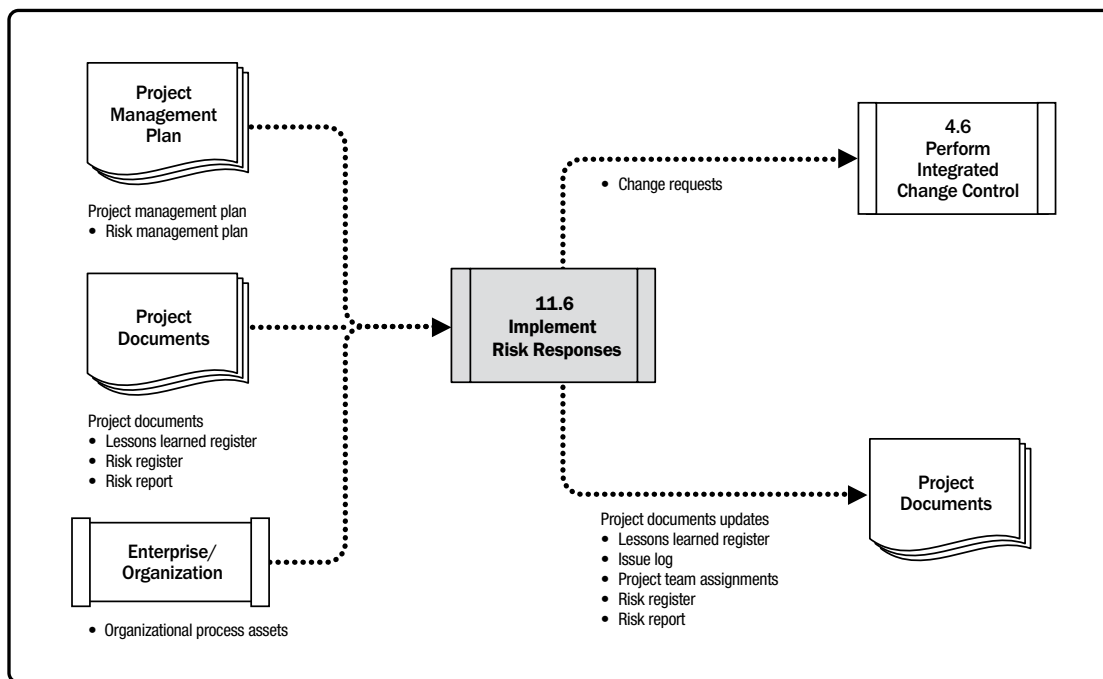 Project
Management
Plan
Project management plan
• Risk management plan
Project
Documents
Project documents
• Lessons learned register
• Risk register
• Risk report
Enterprise/
Organization
• Organizational process assets
11.6
Implement
Risk Responses
• Change requests
4.6
Perform
Integrated
Change Control
Project documents updates
• Lessons learned register
• Issue log
• Project team assignments
• Risk register
• Risk report
Project
Documents